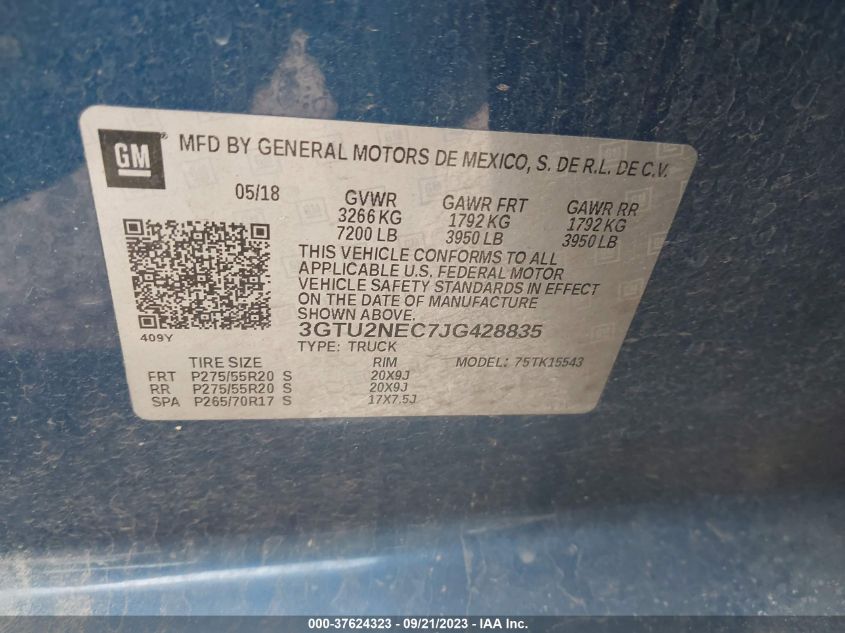 GM ® MFD BY GENERAL MOTORS DE MEXICO, S. DE R.L. DE C.V.
05/18 GVWR GAWR FRT GAWR RR
3266 KG 1792 KG 1792 KG
7200 LB 3950 LB 3950 LB
THIS VEHICLE CONFORMS TO ALL
APPLICABLE U.S. FEDERAL MOTOR
VEHICLE SAFETY STANDARDS IN EFFECT
ON THE DATE OF MANUFACTURE
SHOWN ABOVE.
3GTU2NEC7JG428835
409Y
TYPE: TRUCK
TIRE SIZE RIM MODEL: 75TK15543
FRT P275/55R20 S 20X9J
RR P275/55R20 S 20X9J
SPA P265/70R17 S 17X7.5J
000-37624323 - 09/21/2023 - IAA Inc.